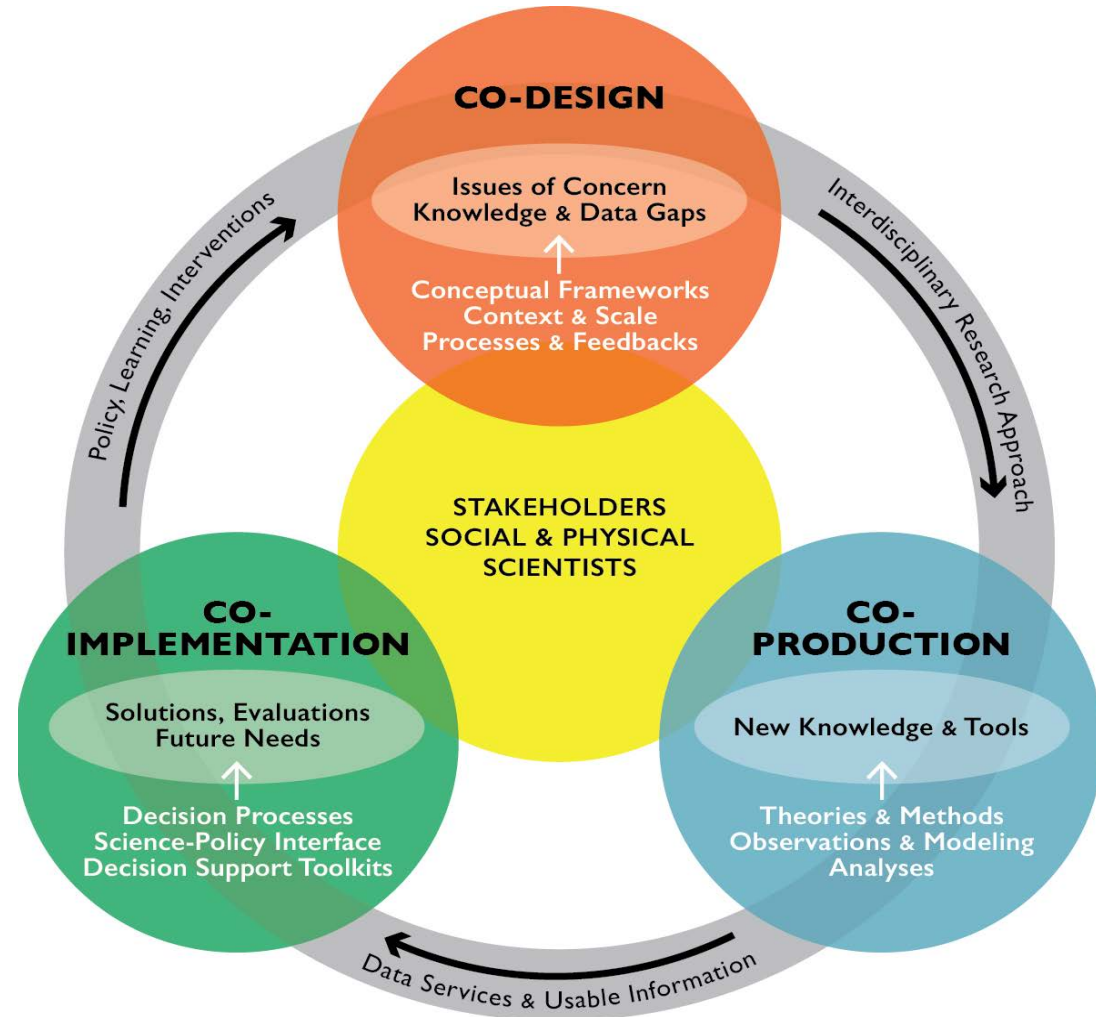 CO-DESIGN
Issues of Concern
Knowledge & Data Gaps
Conceptual Frameworks
Context & Scale
Processes & Feedbacks
Policy, Learning, Interventions
Interdisciplinary Research Approach
STAKEHOLDERS
SOCIAL & PHYSICAL
SCIENTISTS
CO-
IMPLEMENTATION
Solutions, Evaluations
Future Needs
Decision Processes
Science-Policy Interface
Decision Support Toolkits
CO-
PRODUCTION
New Knowledge & Tools
Theories & Methods
Observations & Modeling
Analyses
Data Services & Usable Information